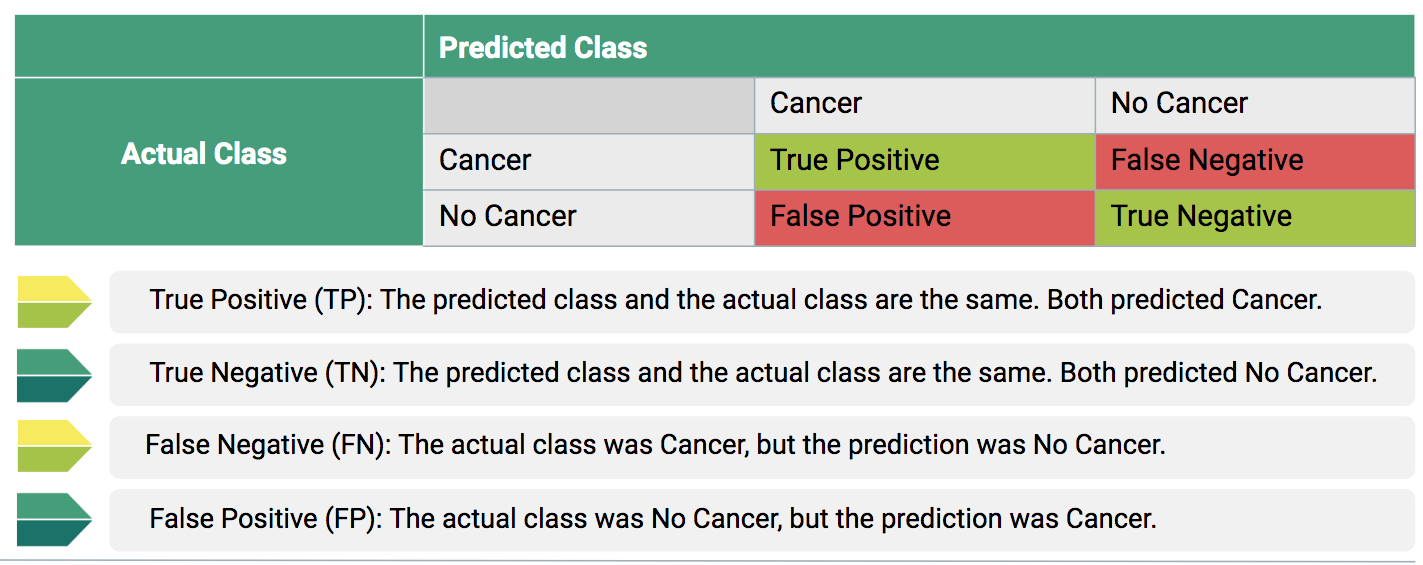 Predicted Class
Actual Class
Cancer No Cancer
Cancer True Positive False Negative
No Cancer False Positive True Negative
True Positive (TP): The predicted class and the actual class are the same. Both predicted Cancer.
True Negative (TN): The predicted class and the actual class are the same. Both predicted No Cancer.
False Negative (FN): The actual class was Cancer, but the prediction was No Cancer.
False Positive (FP): The actual class was No Cancer, but the prediction was Cancer.